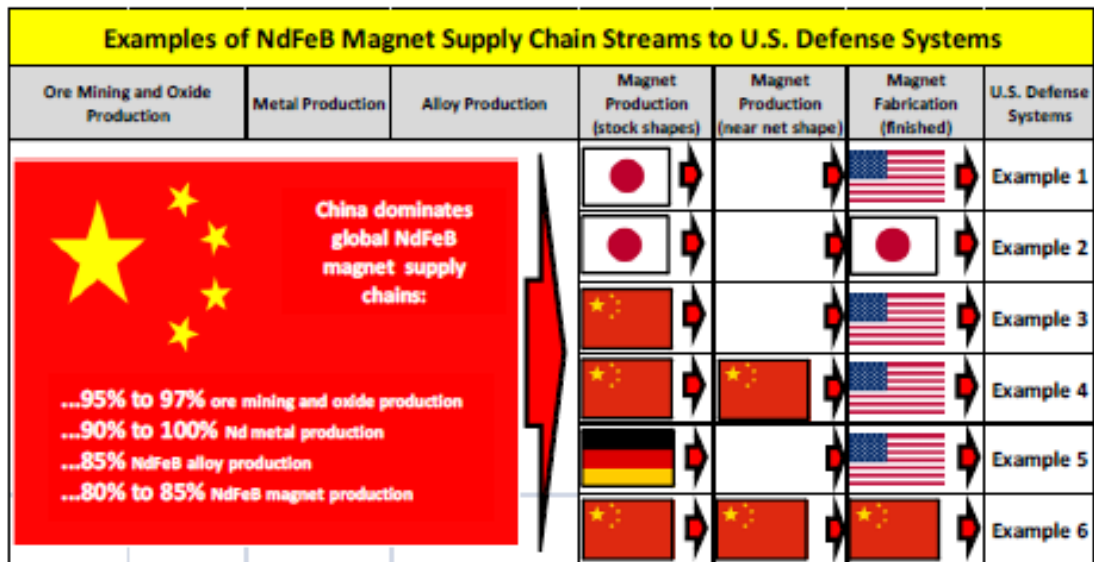 Examples of NdFeB Magnet Supply Chain Streams to U.S. Defense Systems
Ore Mining and Oxide
Production
Metal Production
Alloy Production
Magnet
Production
(stock shapes)
Magnet
Production
(near net shape)
Magnet
Fabrication
(finished)
U.S. Defense
Systems
China dominates
global NdFeB
magnet supply
chains:
...95% to 97% ore mining and oxide production
...90% to 100% Nd metal production
...85% NdFeB alloy production
...80% to 85% NdFeB magnet production
Example 1
Example 2
Example 3
Example 4
Example 5
Example 6